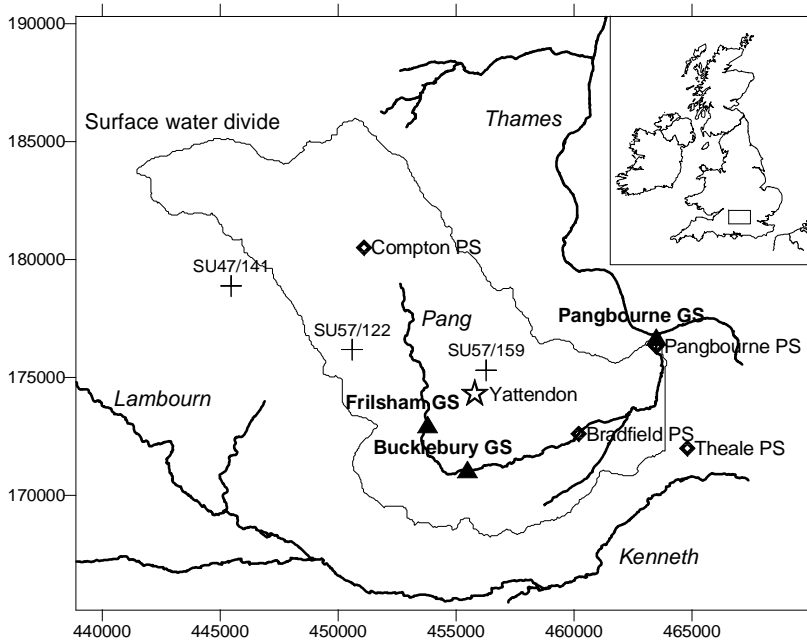 190000
Thames
185000
Surface water divide
180000
Compton PS
SU47/141
Pangbourne GS
SU57/122
Pang
Pangbourne PS
SU57/159
175000
Lambourn
Frilsham GS
Yattendon
Bucklebury GS
Bradfield PS
Theale PS
170000
Kenneth
440000 445000 450000 455000 460000 465000